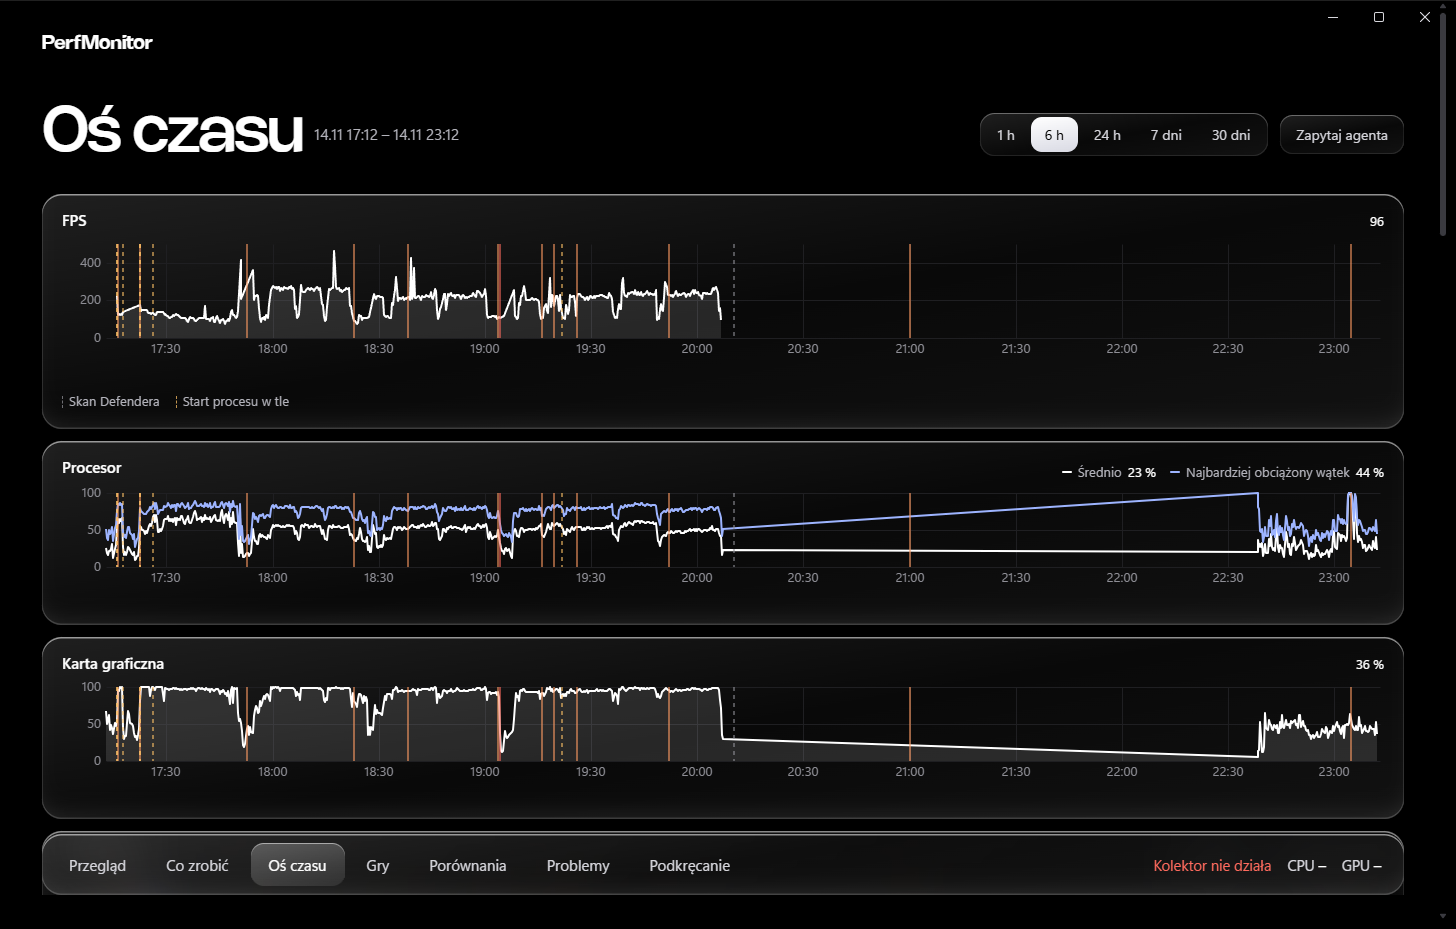 PerfMonitor
Oś czasu 14.11 17:12 – 14.11 23:12
1 h 6 h 24 h 7 dni 30 dni Zapytaj agenta
FPS 96
400
200
0
17:30 18:00 18:30 19:00 19:30 20:00 20:30 21:00 21:30 22:00 22:30 23:00
Skan Defendera Start procesu w tle
Procesor Średnio 23 % Najbardziej obciążony wątek 44 %
100
50
0
17:30 18:00 18:30 19:00 19:30 20:00 20:30 21:00 21:30 22:00 22:30 23:00
Karta graficzna 36 %
100
50
0
17:30 18:00 18:30 19:00 19:30 20:00 20:30 21:00 21:30 22:00 22:30 23:00
Przegląd Co zrobić Oś czasu Gry Porównania Problemy Podkręcanie Kolektor nie działa CPU – GPU –